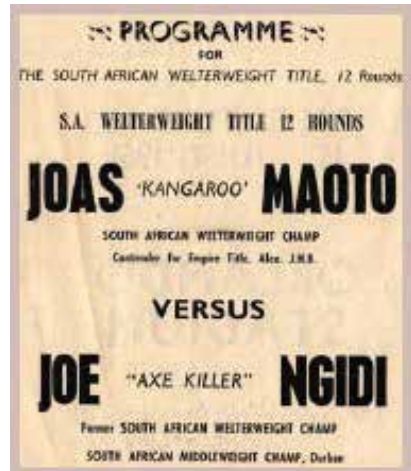 PROGRAMME
FOR
THE SOUTH AFRICAN WELTERWEIGHT TITLE, 12 Rounds
S.A. WELTERWEIGHT TITLE 12 ROUNDS
JOAS 'KANGAROO' MAOTO
SOUTH AFRICAN WELTERWEIGHT CHAMP
Contender for Empire Title. Alex. J.H.B.
VERSUS
JOE "AXE KILLER" NGIDI
Former SOUTH AFRICAN WELTERWEIGHT CHAMP
SOUTH AFRICAN MIDDLEWEIGHT CHAMP, Durban